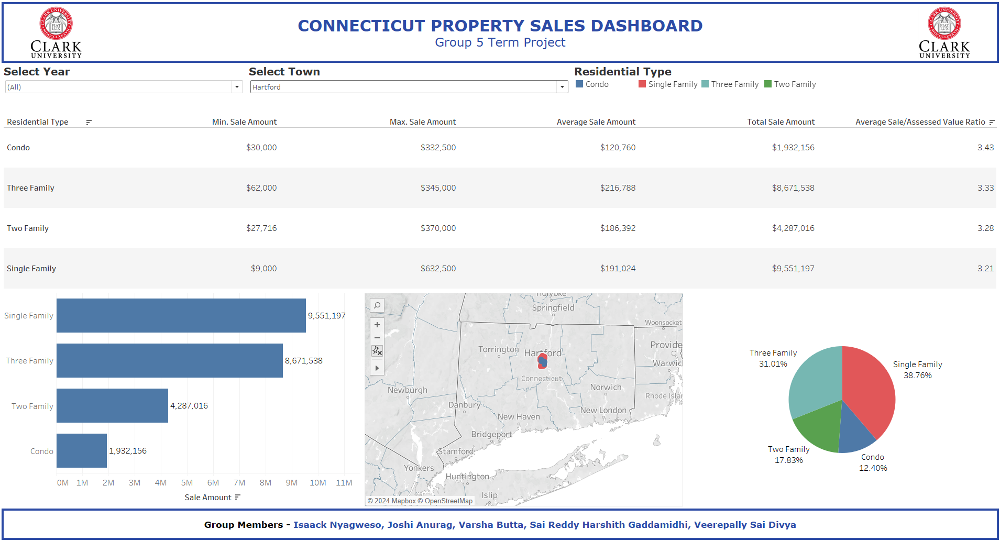 CLARK UNIVERSITY
FIAT
LUX
CLARK
UNIVERSITY
CONNECTICUT PROPERTY SALES DASHBOARD
Group 5 Term Project
CLARK UNIVERSITY
FIAT
LUX
CLARK
UNIVERSITY
Select Year
(All)
Select Town
Hartford
Residential Type
Condo Single Family Three Family Two Family
Residential Type Min. Sale Amount Max. Sale Amount Average Sale Amount Total Sale Amount Average Sale/Assessed Value Ratio
Condo $30,000 $332,500 $120,760 $1,932,156 3.43
Three Family $62,000 $345,000 $216,788 $8,671,538 3.33
Two Family $27,716 $370,000 $186,392 $4,287,016 3.28
Single Family $9,000 $632,500 $191,024 $9,551,197 3.21
Single Family 9,551,197
Three Family 8,671,538
Two Family 4,287,016
Condo 1,932,156
0M 1M 2M 3M 4M 5M 6M 7M 8M 9M 10M 11M
Sale Amount
Holyoke
Springfield
Woonsocket
Torrington
Hartford
Provide
Warwic
Connecticut
Newburgh
Norwich
Rhode Islar
Danbury
New London
New Haven
Bridgeport
Stamford
Yonkers
Huntington
Islip
© 2024 Mapbox © OpenStreetMap
Three Family
31.01%
Single Family
38.76%
Two Family
17.83%
Condo
12.40%
Group Members - Isaack Nyagweso, Joshi Anurag, Varsha Butta, Sai Reddy Harshith Gaddamidhi, Veerepally Sai Divya